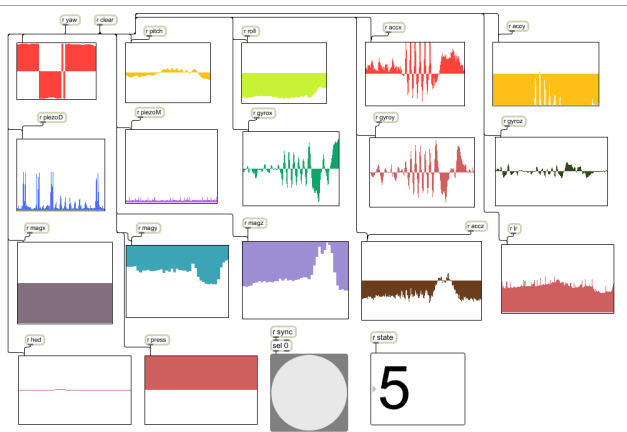 r yaw
r clear
r pitch
r roll
r accx
r accy
r piezoD
r piezoM
r gyrox
r gyroy
r gyroz
r magx
r magy
r magz
r accz
r lr
r hed
r press
r sync
sel 0
r state
5